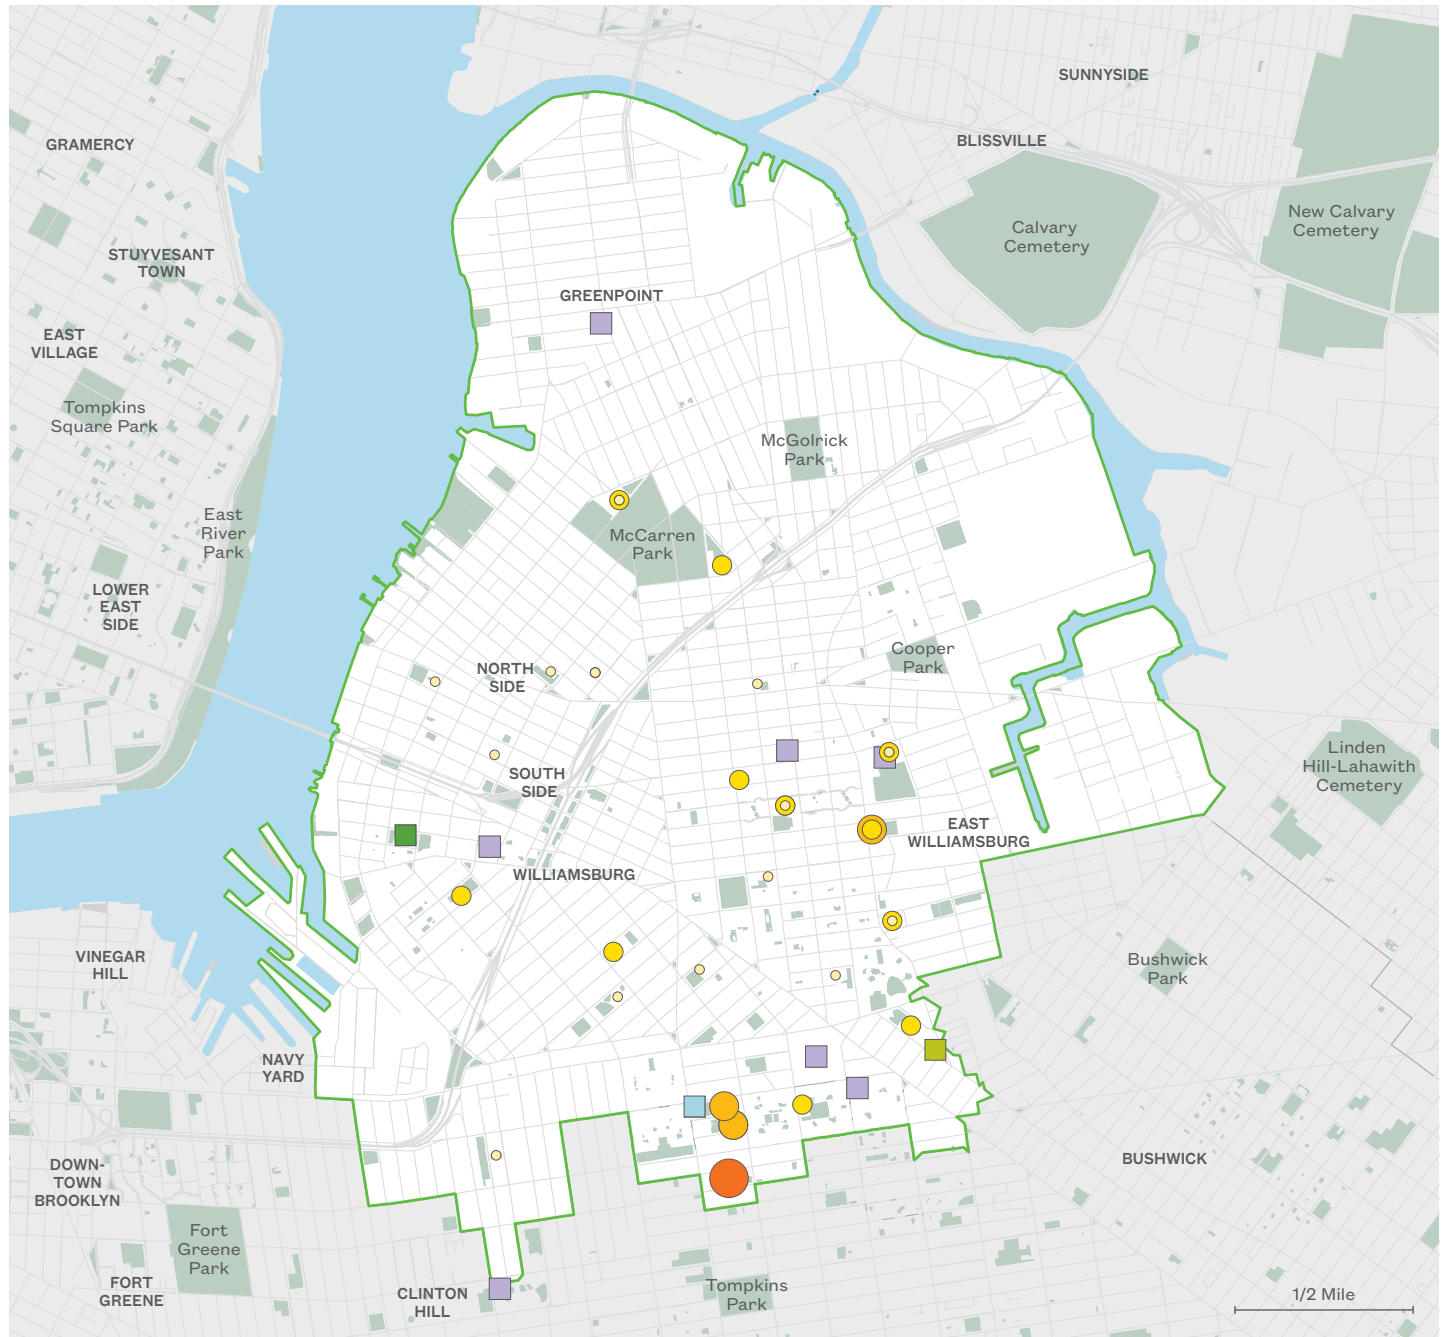 SUNNYSIDE
GRAMERCY
BLISSVILLE
New Calvary
Cemetery
Calvary
Cemetery
STUYVESANT
TOWN
GREENPOINT
EAST
VILLAGE
Tompkins
Square Park
McGolrick
Park
East
River
Park
McCarren
Park
LOWER
EAST
SIDE
Cooper
Park
NORTH
SIDE
Linden
Hill-Lahawith
Cemetery
SOUTH
SIDE
EAST
WILLIAMSBURG
WILLIAMSBURG
VINEGAR
HILL
Bushwick
Park
NAVY
YARD
BUSHWICK
DOWN-
TOWN
BROOKLYN
Fort
Greene
Park
FORT
GREENE
CLINTON
HILL
Tompkins
Park
1/2 Mile